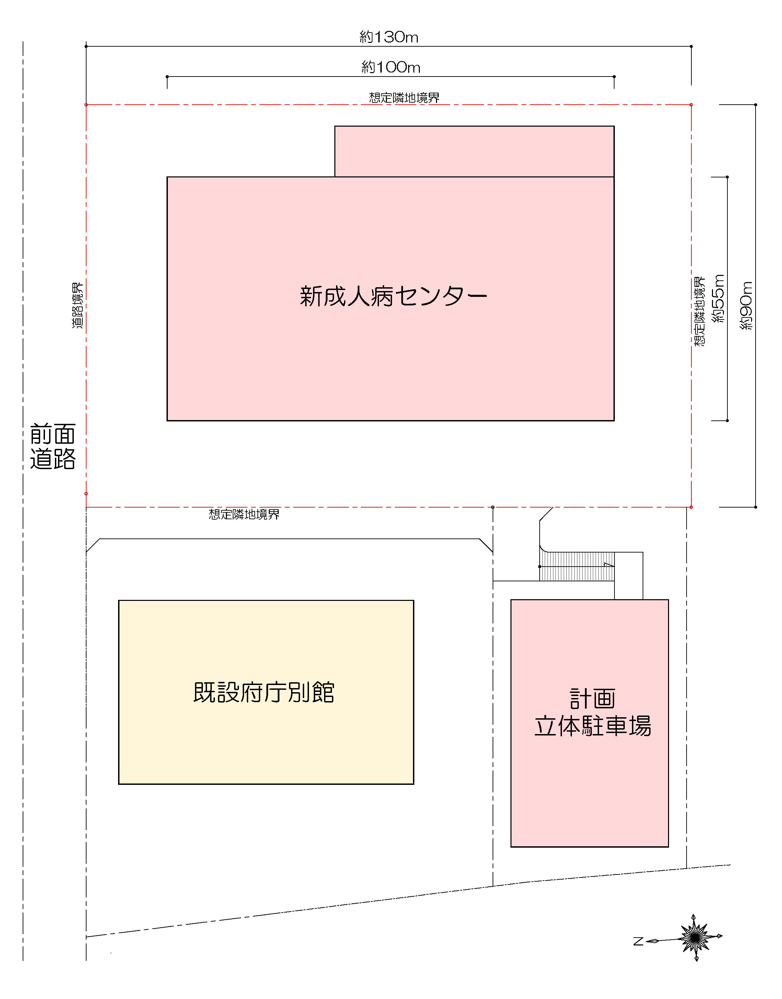 約130m
約100m
想定隣地境界
新成人病センター
道路境界
想定隣地境界
約55m
約90m
前面
道路
想定隣地境界
既設府庁別館
計画
立体駐車場
N